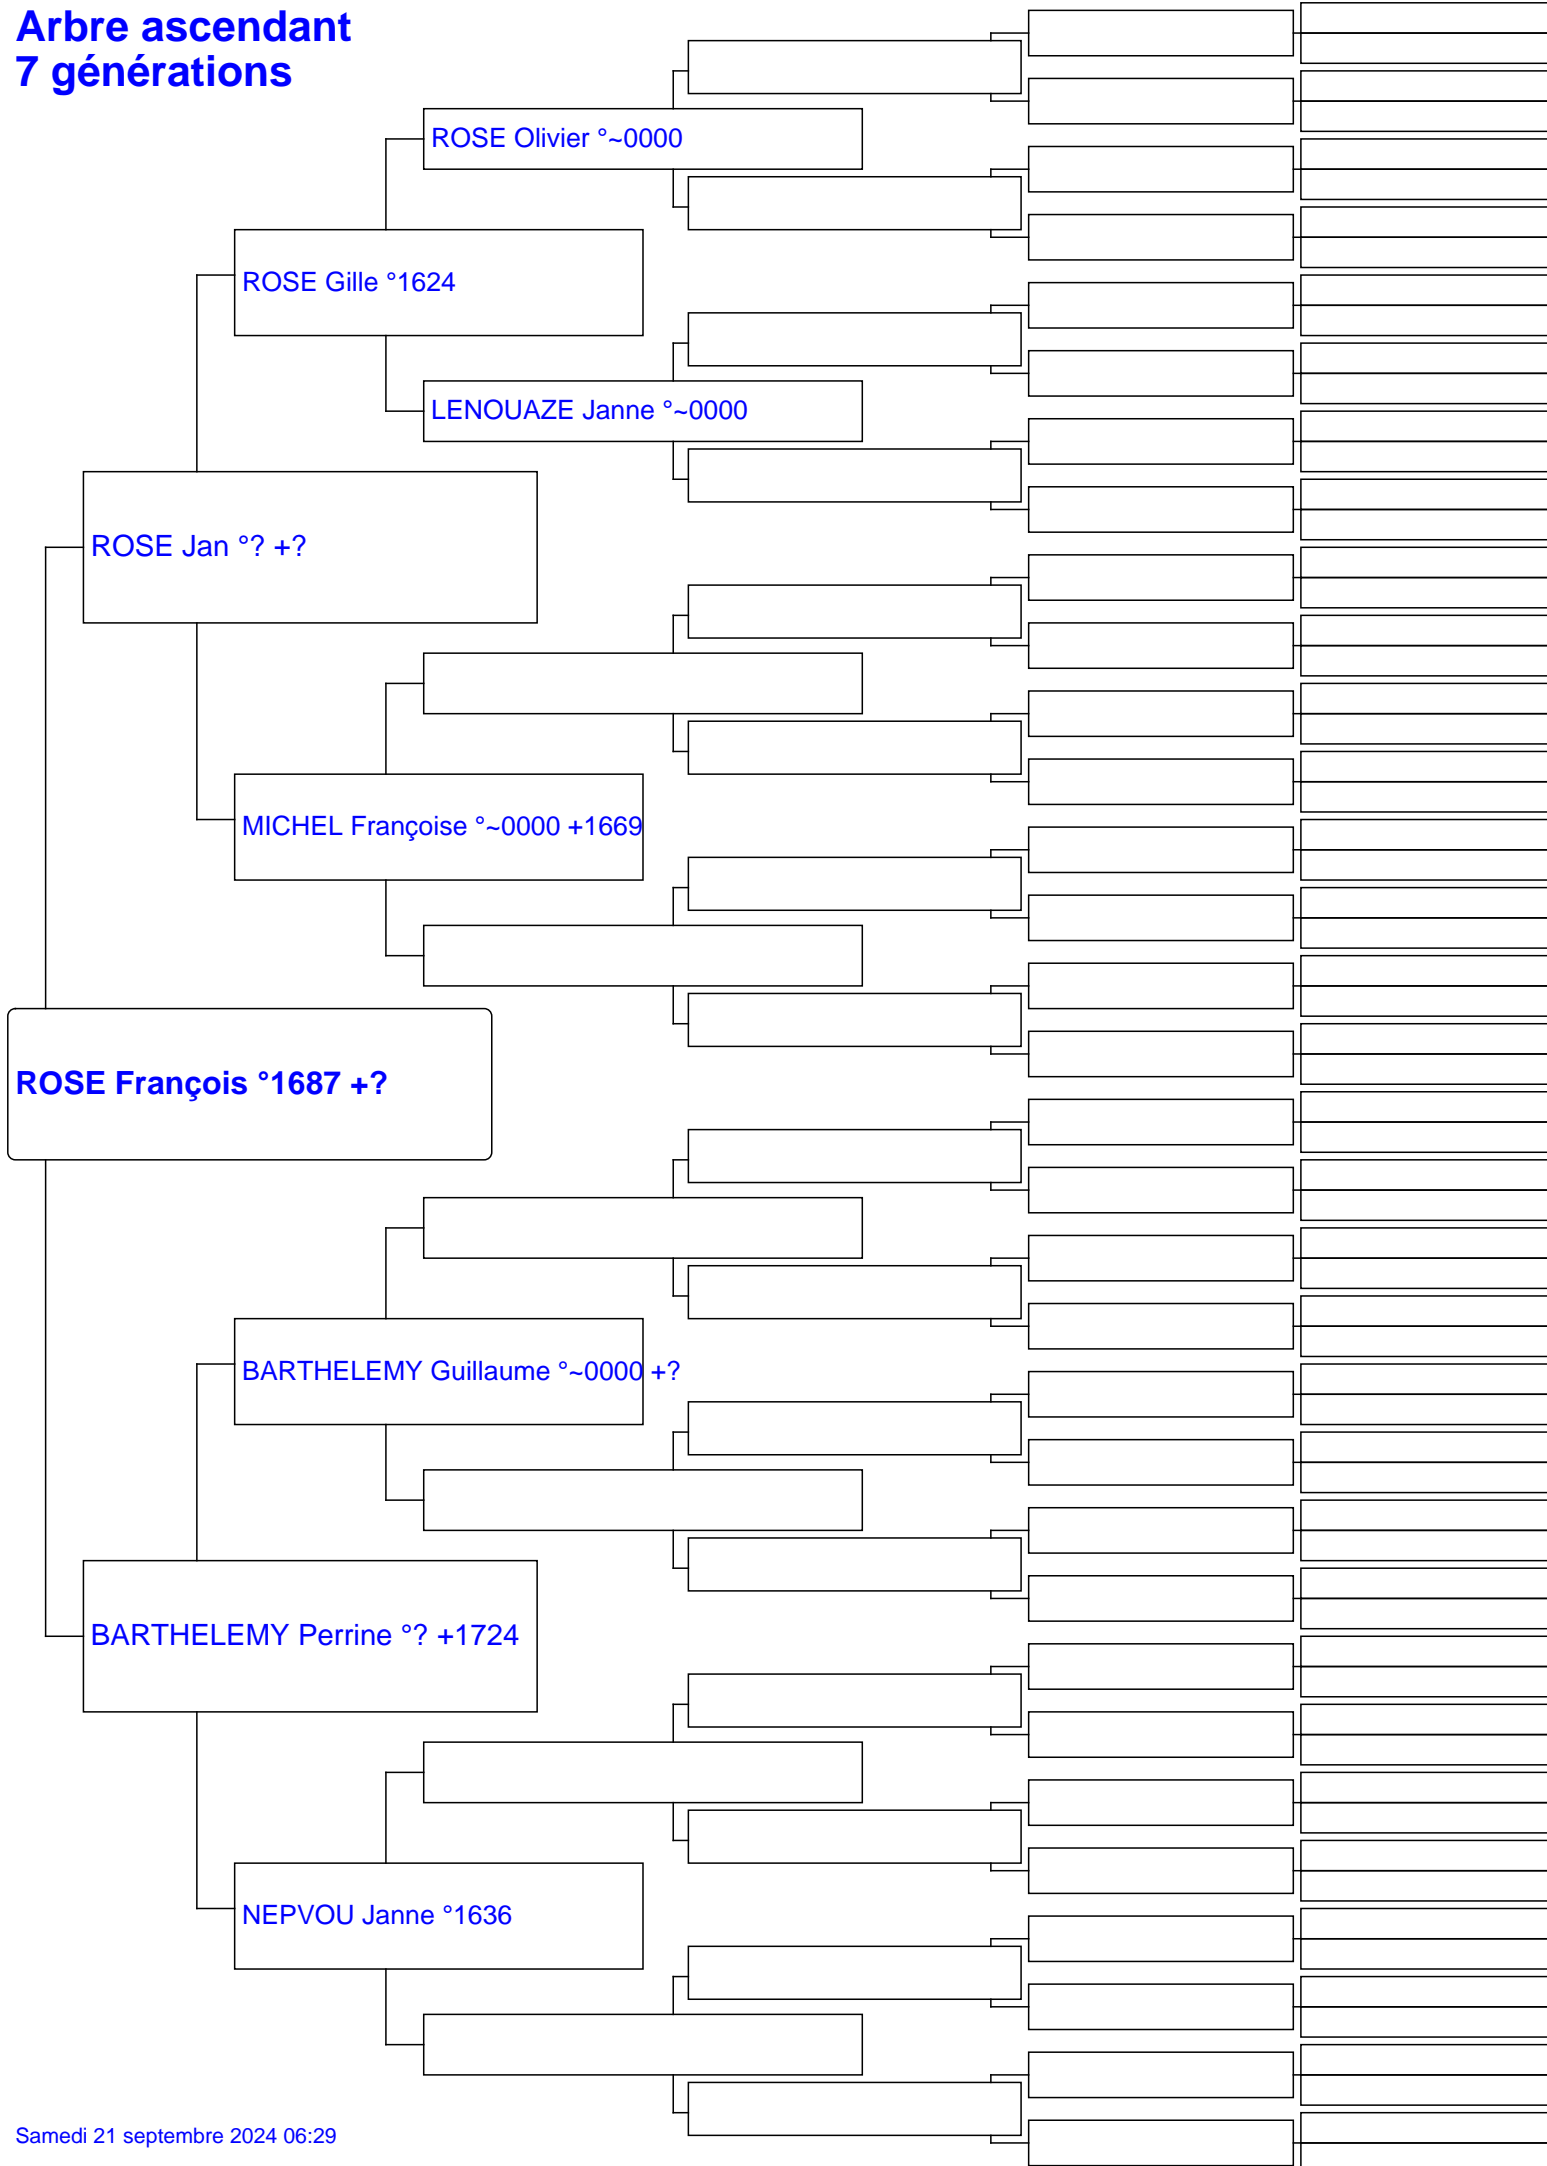 Arbre ascendant
7 générations
ROSE Olivier °~0000
ROSE Gille °1624
LENOUAZE Janne °~0000
ROSE Jan °? +?
MICHEL Françoise °~0000 +1669
ROSE François °1687 +?
BARTHELEMY Guillaume °~0000 +?
BARTHELEMY Perrine °? +1724
NEPVOU Janne °1636
Samedi 21 septembre 2024 06:29